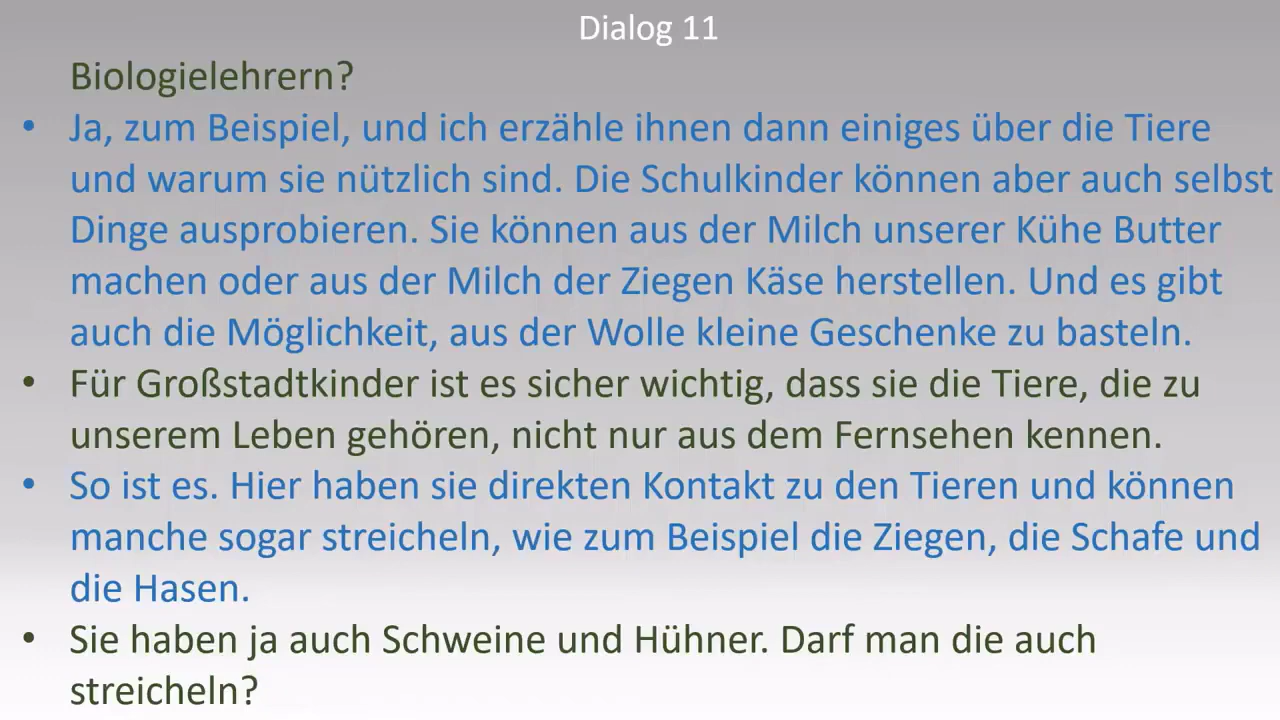 Dialog 11
Biologielehrern?
• Ja, zum Beispiel, und ich erzähle ihnen dann einiges über die Tiere
und warum sie nützlich sind. Die Schulkinder können aber auch selbst
Dinge ausprobieren. Sie können aus der Milch unserer Kühe Butter
machen oder aus der Milch der Ziegen Käse herstellen. Und es gibt
auch die Möglichkeit, aus der Wolle kleine Geschenke zu basteln.
• Für Großstadtkinder ist es sicher wichtig, dass sie die Tiere, die zu
unserem Leben gehören, nicht nur aus dem Fernsehen kennen.
• So ist es. Hier haben sie direkten Kontakt zu den Tieren und können
manche sogar streicheln, wie zum Beispiel die Ziegen, die Schafe und
die Hasen.
• Sie haben ja auch Schweine und Hühner. Darf man die auch
streicheln?